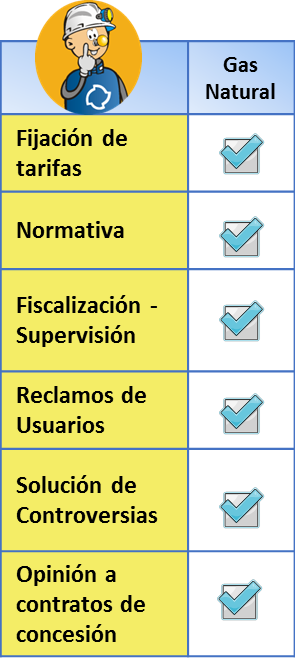 Gas
Natural
Fijación de
tarifas
Normativa
Fiscalización -
Supervisión
Reclamos de
Usuarios
Solución de
Controversias
Opinión a
contratos de
concesión